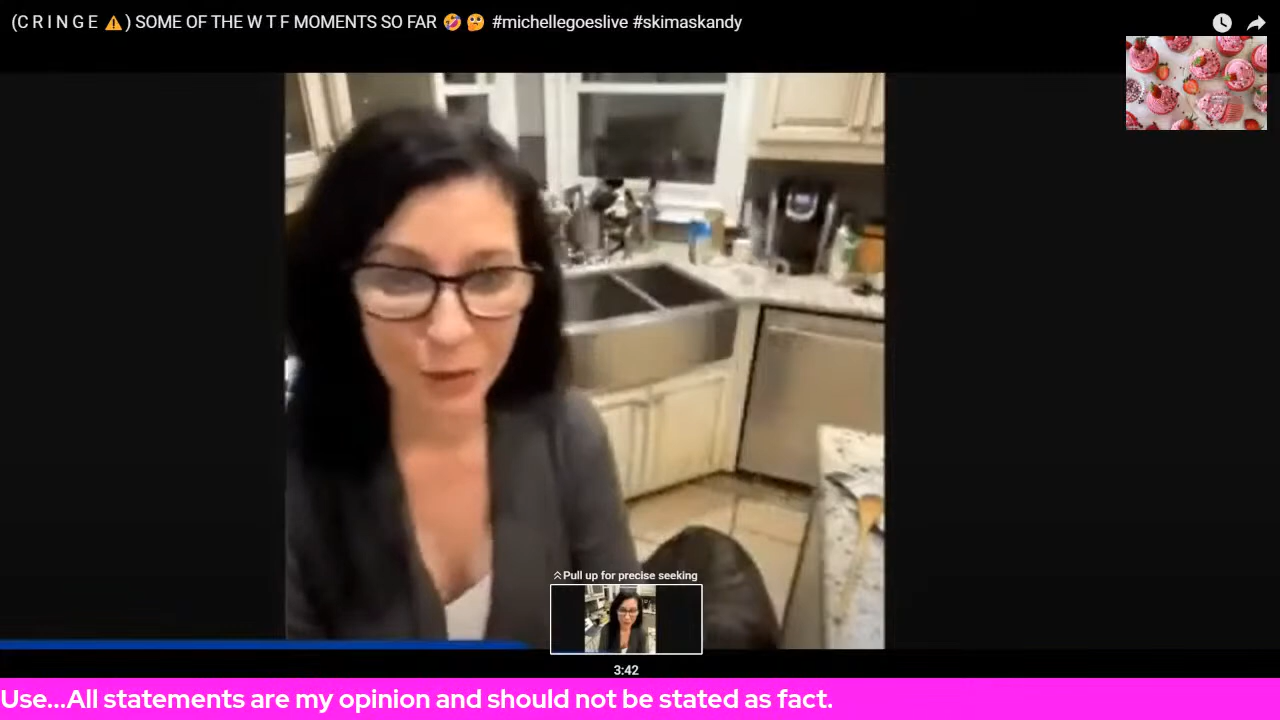 (C R I N G E ⚠️) SOME OF THE W T F MOMENTS SO FAR 🤣 🤨 #michellegoeslive #skimaskandy
Pull up for precise seeking
3:42
Use...All statements are my opinion and should not be stated as fact.